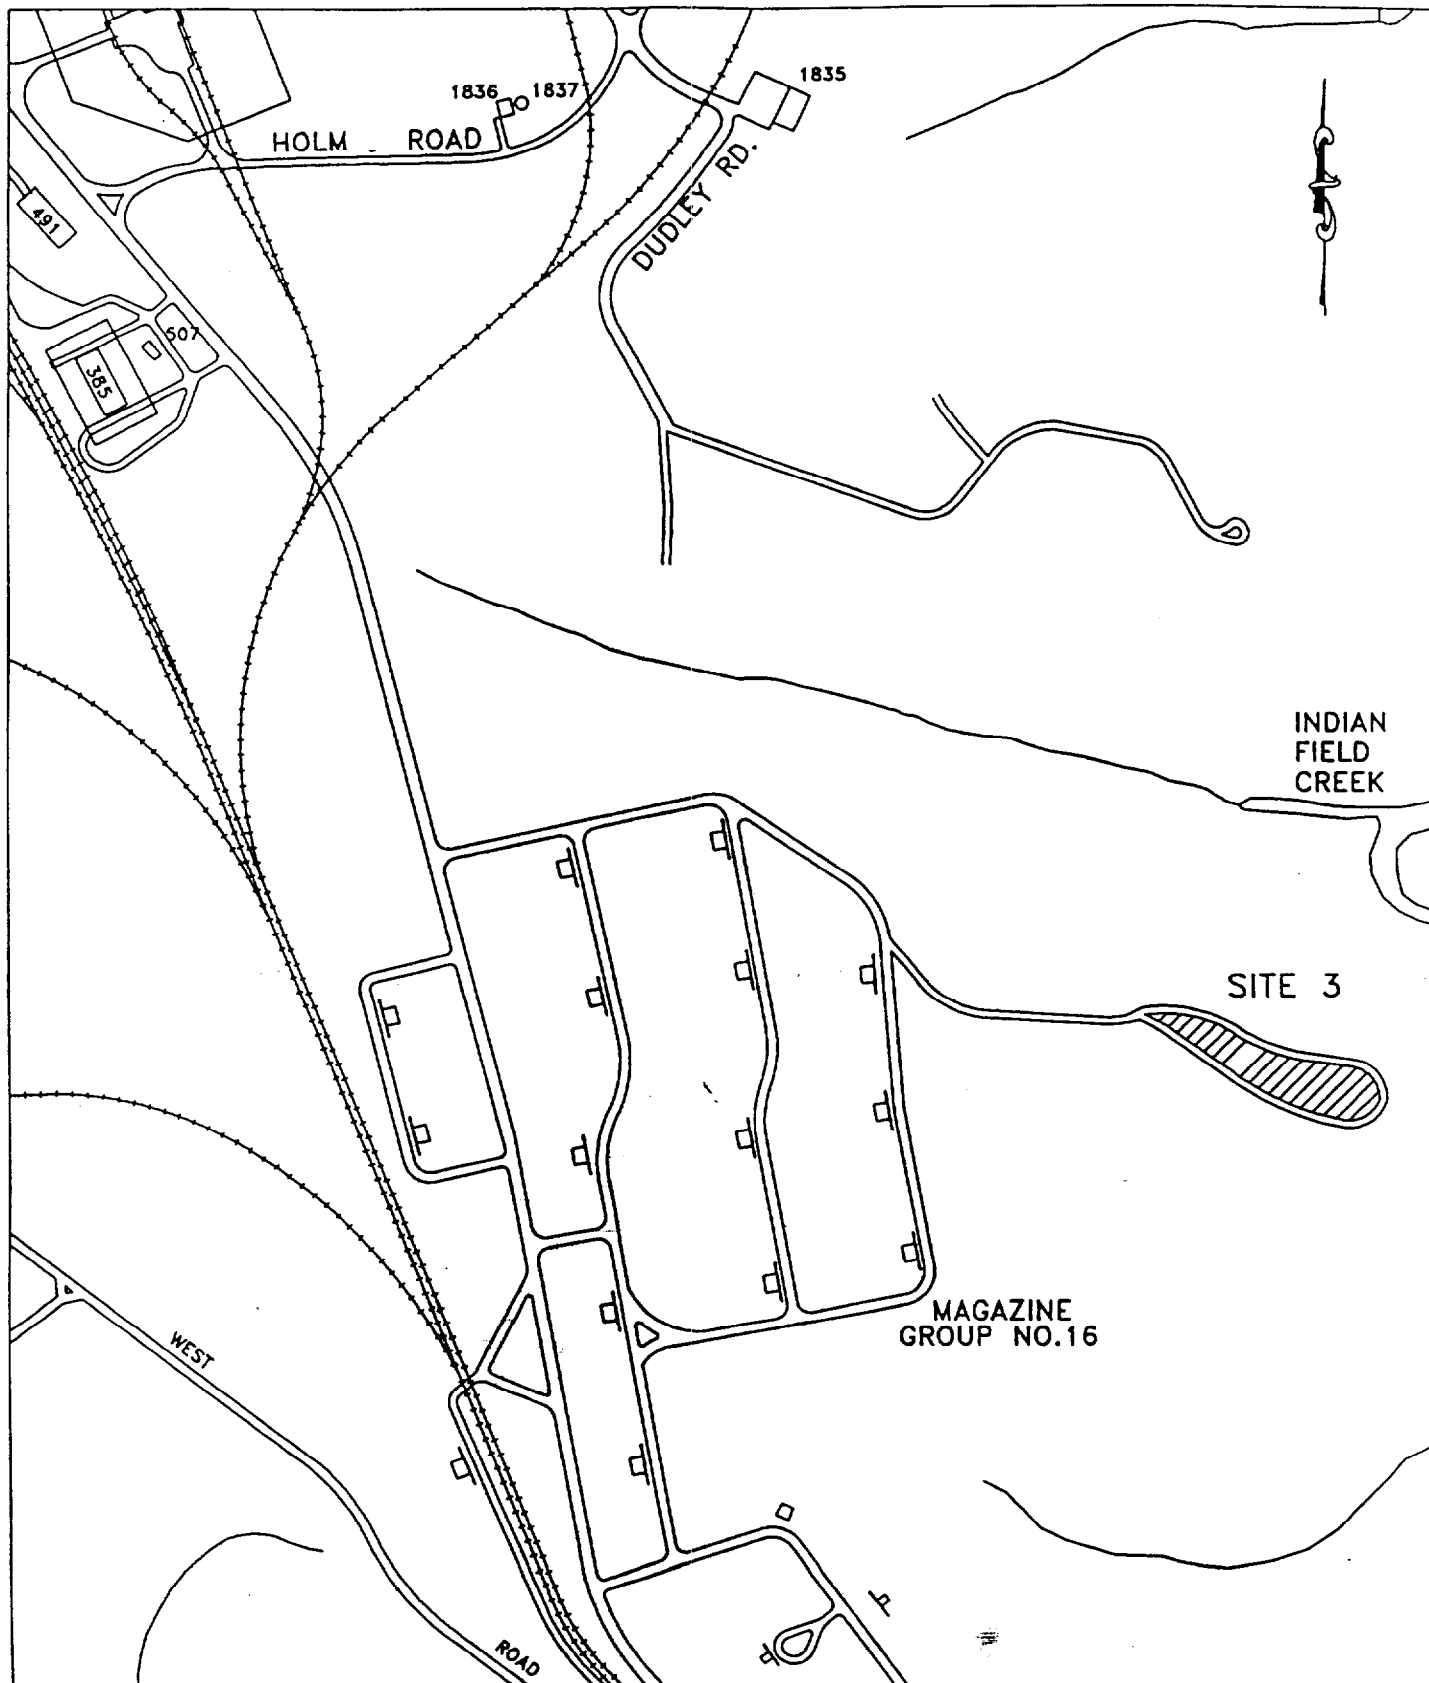 1835
1836
1837
HOLM ROAD
DUDLEY RD.
491
507
385
INDIAN
FIELD
CREEK
SITE 3
MAGAZINE
GROUP NO.16
WEST
ROAD